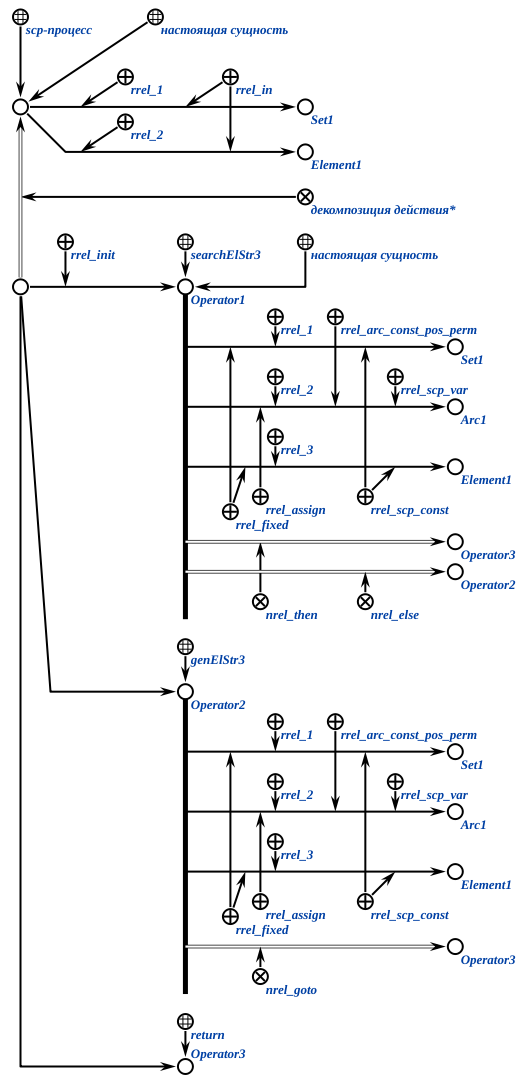 scp-процесс
настоящая сущность
rrel_1
rrel_in
Set1
rrel_2
Element1
декомпозиция действия*
rrel_init
searchElStr3
настоящая сущность
Operator1
rrel_1
rrel_arc_const_pos_perm
Set1
rrel_2
rrel_scp_var
Arc1
rrel_3
Element1
rrel_assign
rrel_scp_const
rrel_fixed
Operator3
Operator2
nrel_then
nrel_else
genElStr3
Operator2
rrel_1
rrel_arc_const_pos_perm
Set1
rrel_2
rrel_scp_var
Arc1
rrel_3
Element1
rrel_assign
rrel_scp_const
rrel_fixed
Operator3
nrel_goto
return
Operator3